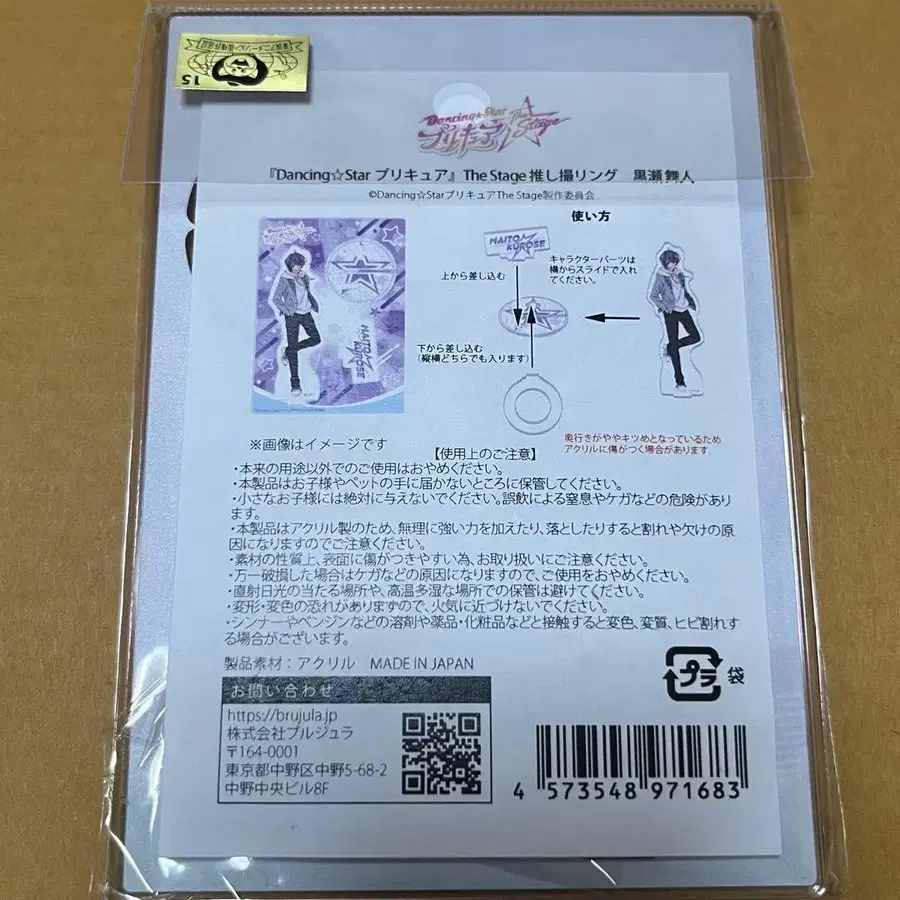 15
Dancing☆Star The Stage
プリキュア
『Dancing☆Star プリキュア』The Stage 推し撮リング　黒瀬 舞人
©Dancing☆StarプリキュアThe Stage製作委員会
使い方
MAITO
KUROSE
上から差し込む
キャラクターパーツは
横からスライドで入れ
てください。
下から差し込む
(縦横どちらでも入ります)
MAITO
KUROSE
奥行きがややキツめとなっているため
アクリルに傷がつく場合があります。
※画像はイメージです
【使用上のご注意】
・本来の用途以外でのご使用はおやめください。
・本製品はお子様やペットの手に届かないところに保管してください。
・小さなお子様には絶対に与えないでください。誤飲による窒息やケガなどの危険があり
ます。
・本製品はアクリル製のため、無理に強い力を加えたり、落としたりすると割れや欠けの原
因になりますのでご注意ください。
・素材の性質上、表面に傷がつきやすい為、お取り扱いにご注意ください。
・万一破損した場合はケガなどの原因になりますので、ご使用をおやめください。
・直射日光の当たる場所や、高温多湿な場所での保管は避けてください。
・変形・変色の恐れがありますので、火気に近づけないでください。
・シンナーやベンジンなどの溶剤や薬品・化粧品などと接触すると変色、変質、ヒビ割れす
る場合がございます。
製品素材：アクリル　MADE IN JAPAN
お問い合わせ
https://brujula.jp
株式会社ブルジュラ
〒164-0001
東京都中野区中野5-68-2
中野中央ビル8F
プラ 袋
4 573548 971683